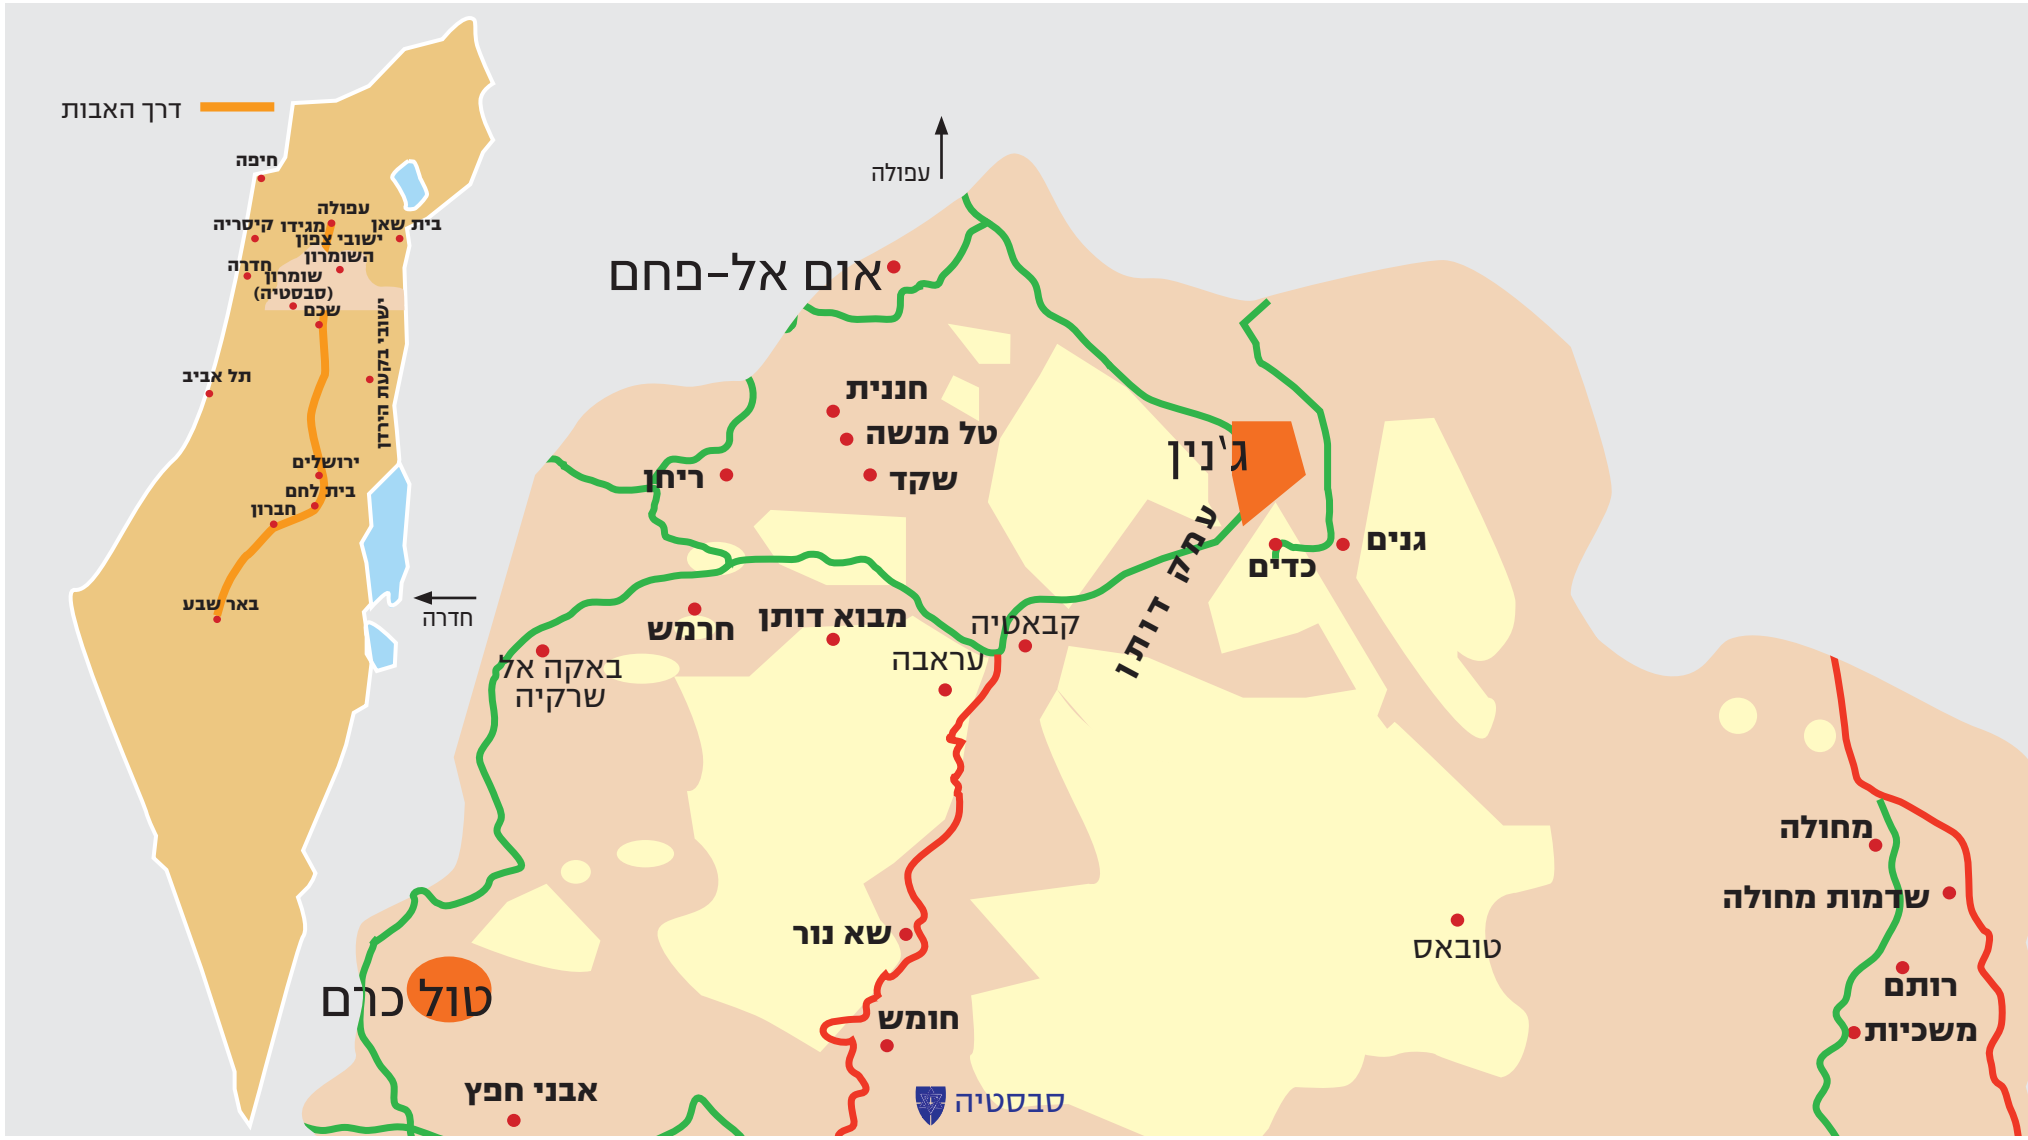 דרך האבות
חיפה
עפולה
מגידו
קיסריה
בית שאן
ישובי צפון
השומרון
חדרה
שומרון
(סבסטיה)
שכם
ישובי בקעת הירדן
תל אביב
ירושלים
בית לחם
חברון
באר שבע
עפולה
חדרה
אום אל-פחם
חננית
טל מנשה
שקד
ריחן
ג'נין
עמק דותן
גנים
כדים
חרמש
מבוא דותן
קבאטיה
עראבה
באקה אל
שרקיה
מחולה
שדמות מחולה
רותם
משכיות
טובאס
שא נור
חומש
טול כרם
אבני חפץ
סבסטיה